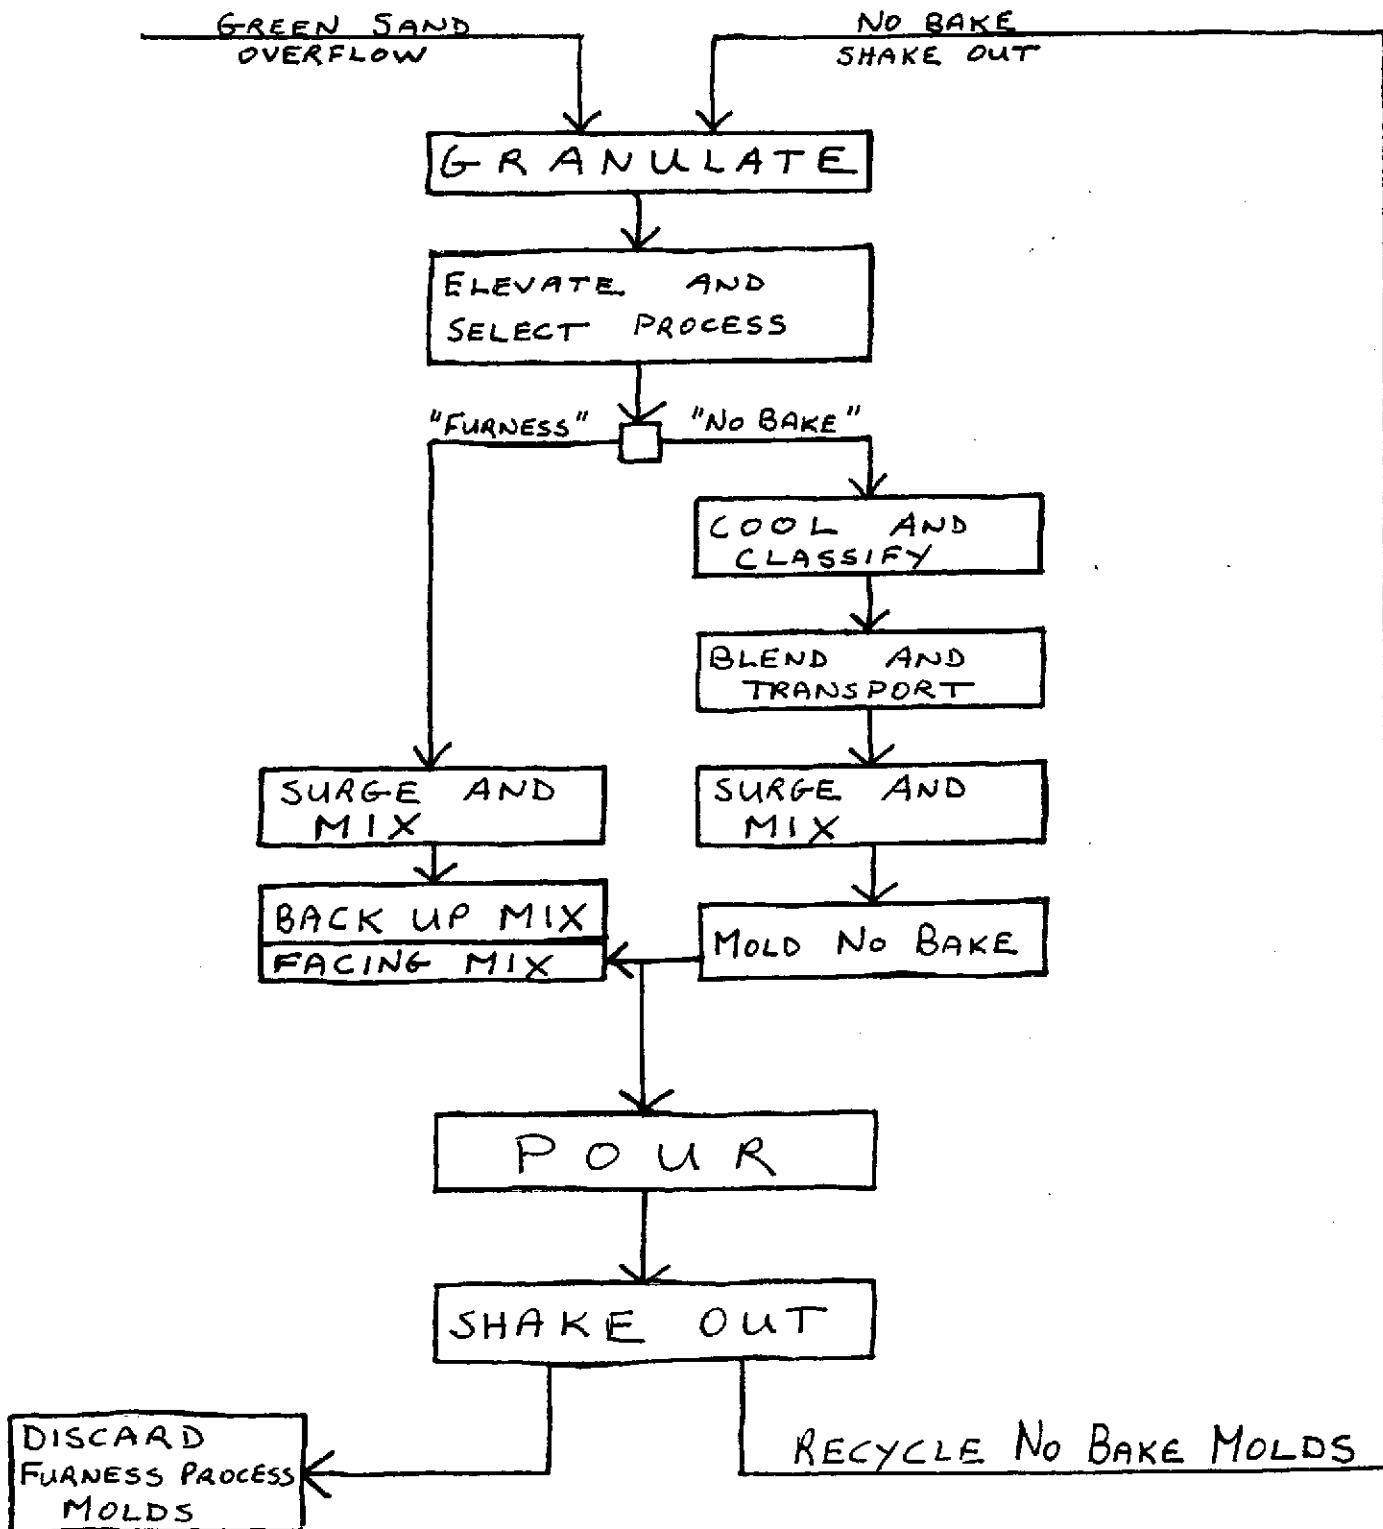 GREEN SAND
OVERFLOW
NO BAKE
SHAKE OUT
GRANULATE
ELEVATE AND
SELECT PROCESS
"FURNESS"
"NO BAKE"
COOL AND
CLASSIFY
BLEND AND
TRANSPORT
SURGE AND
MIX
SURGE AND
MIX
BACK UP MIX
FACING MIX
MOLD NO BAKE
POUR
SHAKE OUT
DISCARD
FURNESS PROCESS
MOLDS
RECYCLE NO BAKE MOLDS